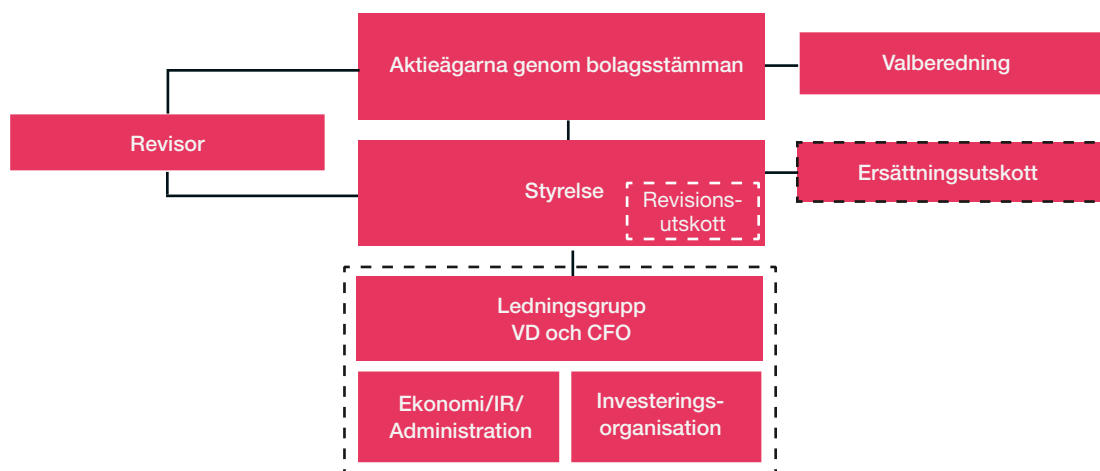 Aktieägarna genom bolagsstämman
Valberedning
Revisor
Styrelse
Revisions-
utskott
Ersättningsutskott
Ledningsgrupp
VD och CFO
Ekonomi/IR/
Administration
Investerings-
organisation